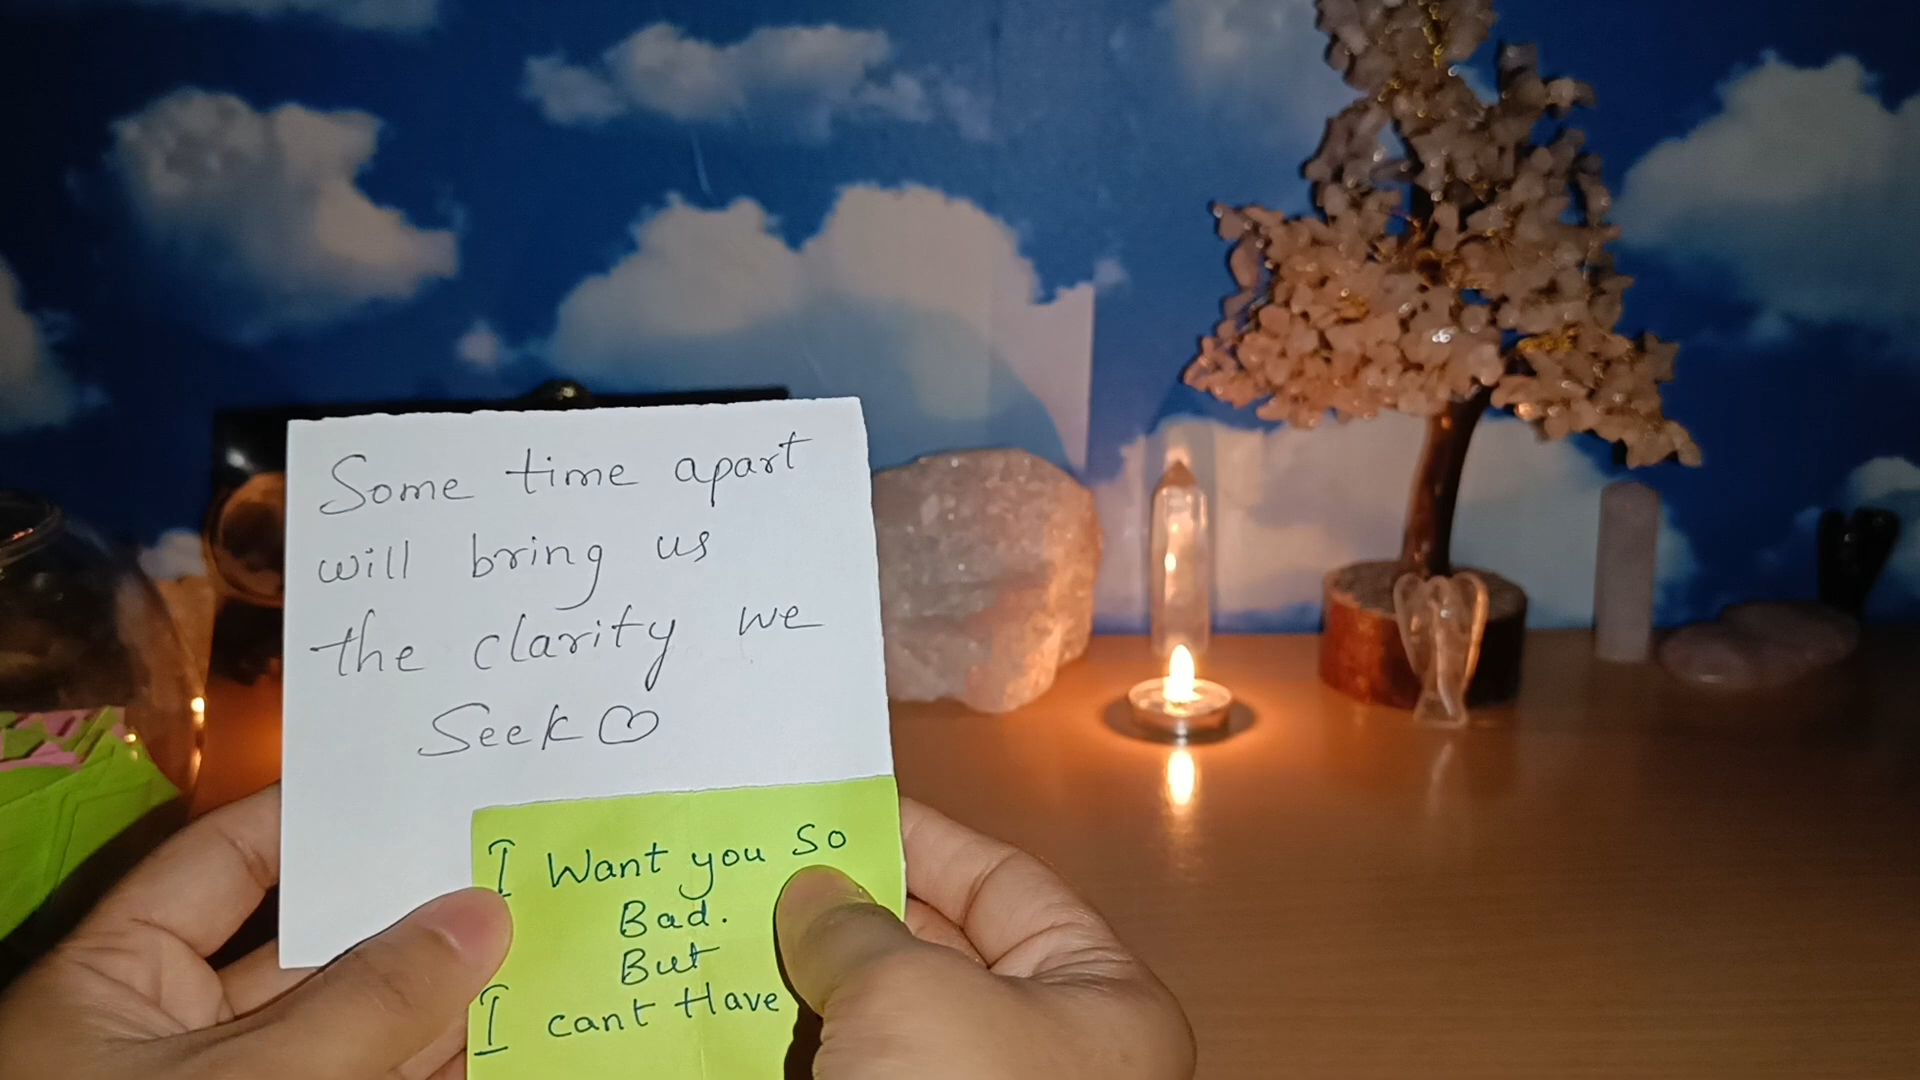 Some time apart
will bring us
the clarity we
Seek
I Want you So
Bad.
But
I cant Have